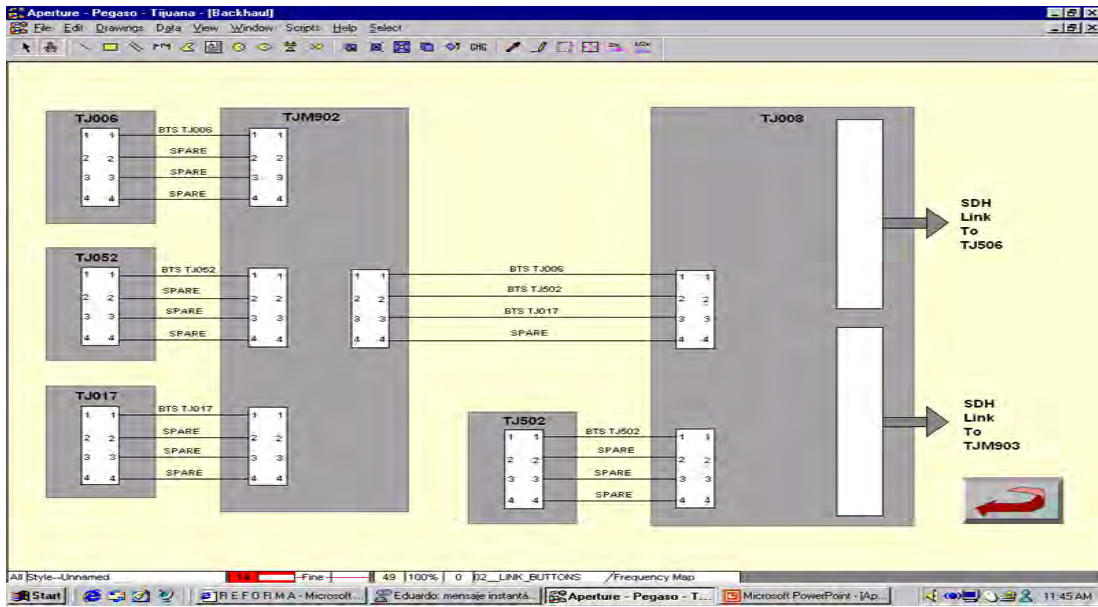 Aperture - Pegaso - Tijuana - [Backhaul]
File Edit Drawings Data View Window Scripts Help Select
CHG
TJ006
1 1
2 2
3 3
4 4
BTS TJ006
SPARE
SPARE
SPARE
TJM902
1 1
2 2
3 3
4 4
TJ052
1 1
2 2
3 3
4 4
BTS TJ052
SPARE
SPARE
SPARE
1 1
2 2
3 3
4 4
1 1
2 2
3 3
4 4
BTS TJ006
BTS TJ502
BTS TJ017
SPARE
TJ017
1 1
2 2
3 3
4 4
BTS TJ017
SPARE
SPARE
SPARE
1 1
2 2
3 3
4 4
TJ008
1 1
2 2
3 3
4 4
TJ502
1 1
2 2
3 3
4 4
BTS TJ502
SPARE
SPARE
SPARE
1 1
2 2
3 3
4 4
SDH
Link
To
TJ506
SDH
Link
To
TJM903
All Style--Unnamed 14 Fine 49 100% 0 02__LINK_BUTTONS /Frequency Map
Start R E F O R M A - Microsoft... Eduardo: mensaje instantá... Aperture - Pegaso - T... Microsoft PowerPoint - [Ap... 11:45 AM